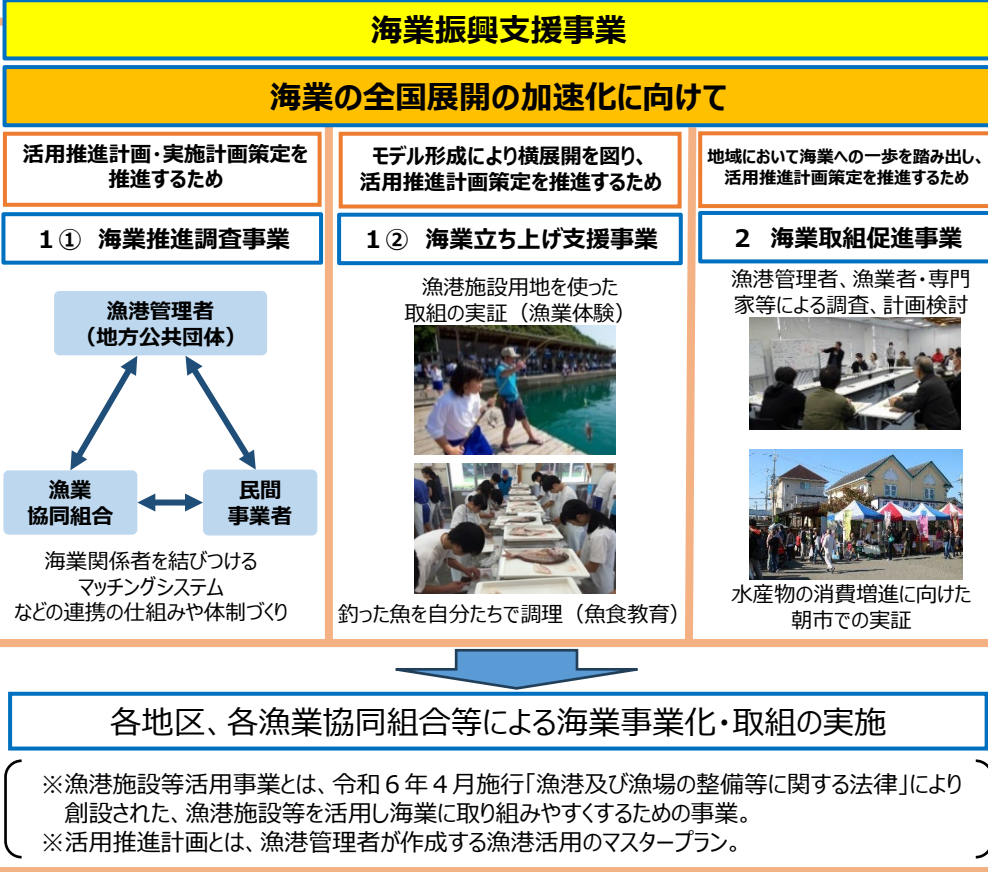 海業振興支援事業
海業の全国展開の加速化に向けて
活用推進計画・実施計画策定を
推進するため
1① 海業推進調査事業
漁港管理者
（地方公共団体）
漁業
協同組合
民間
事業者
海業関係者を結びつける
マッチングシステム
などの連携の仕組みや体制づくり
モデル形成により横展開を図り、
活用推進計画策定を推進するため
1② 海業立ち上げ支援事業
漁港施設用地を使った
取組の実証（漁業体験）
釣った魚を自分たちで調理（魚食教育）
地域において海業への一歩を踏み出し、
活用推進計画策定を推進するため
2 海業取組促進事業
漁港管理者、漁業者・専門
家等による調査、計画検討
水産物の消費増進に向けた
朝市での実証
各地区、各漁業協同組合等による海業事業化・取組の実施
※漁港施設等活用事業とは、令和６年４月施行「漁港及び漁場の整備等に関する法律」により
創設された、漁港施設等を活用し海業に取り組みやすくするための事業。
※活用推進計画とは、漁港管理者が作成する漁港活用のマスタープラン。